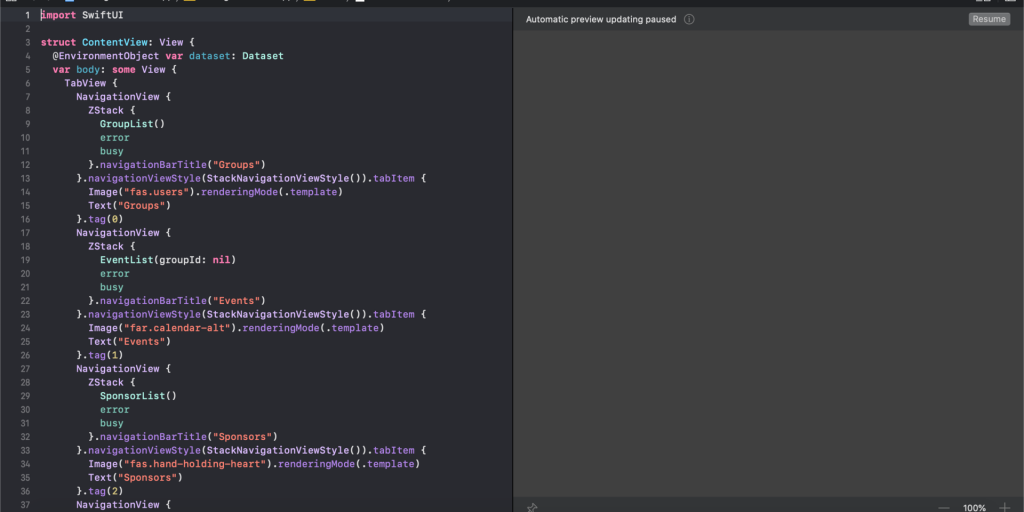 1 import SwiftUI
2
3 struct ContentView: View {
4 @EnvironmentObject var dataset: Dataset
5 var body: some View {
6 TabView {
7 NavigationView {
8 ZStack {
9 GroupList()
10 error
11 busy
12 }.navigationBarTitle("Groups")
13 }.navigationViewStyle(StackNavigationViewStyle()).tabItem {
14 Image("fas.users").renderingMode(.template)
15 Text("Groups")
16 }.tag(0)
17 NavigationView {
18 ZStack {
19 EventList(groupId: nil)
20 error
21 busy
22 }.navigationBarTitle("Events")
23 }.navigationViewStyle(StackNavigationViewStyle()).tabItem {
24 Image("far.calendar-alt").renderingMode(.template)
25 Text("Events")
26 }.tag(1)
27 NavigationView {
28 ZStack {
29 SponsorList()
30 error
31 busy
32 }.navigationBarTitle("Sponsors")
33 }.navigationViewStyle(StackNavigationViewStyle()).tabItem {
34 Image("fas.hand-holding-heart").renderingMode(.template)
35 Text("Sponsors")
36 }.tag(2)
37 NavigationView {
Automatic preview updating paused
Resume
100%